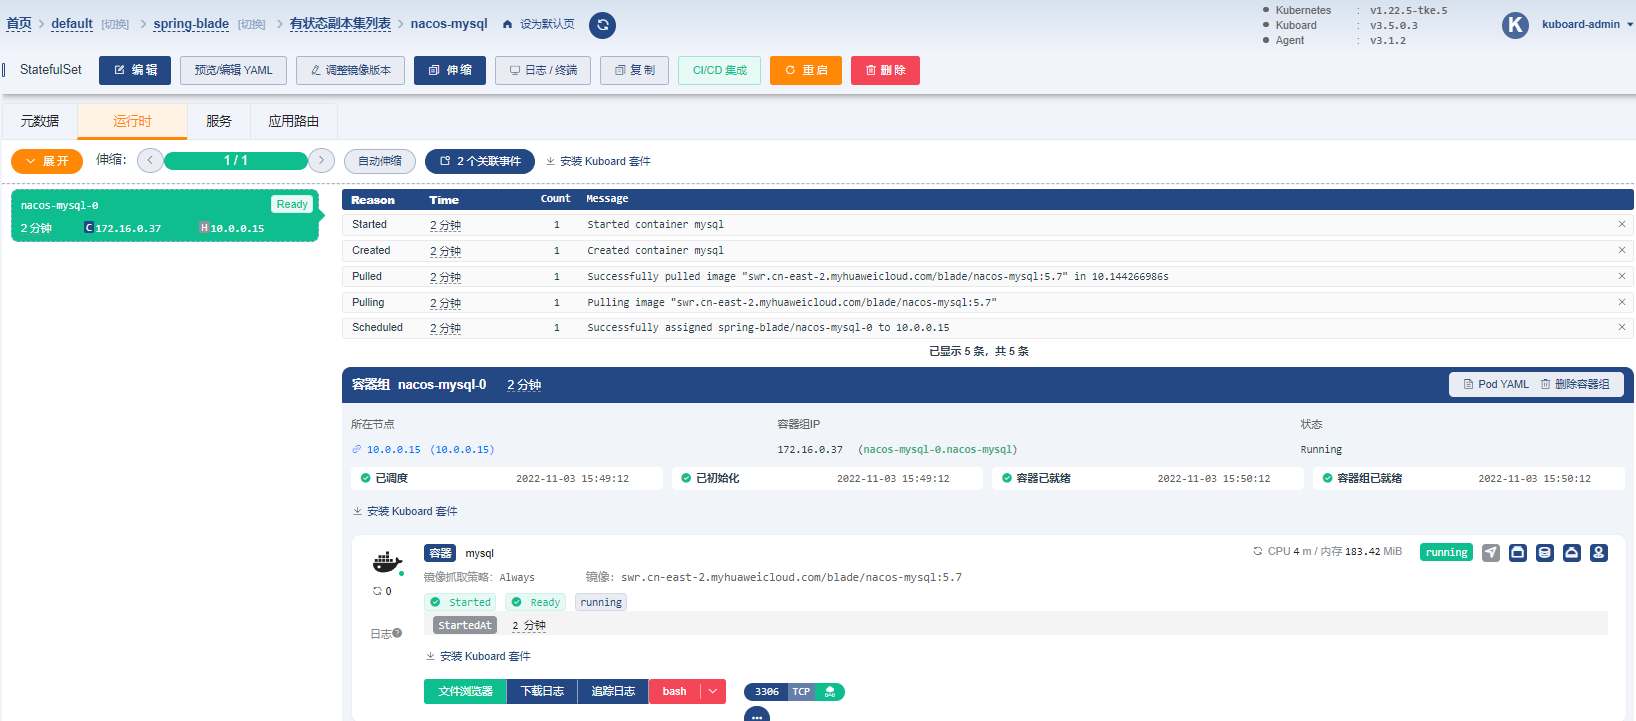 首页 > default [切换] > spring-blade [切换] > 有状态副本集列表 > nacos-mysql 设为默认页
Kubernetes : v1.22.5-tke.5
Kuboard : v3.5.0.3
Agent : v3.1.2
K kuboard-admin
StatefulSet 编 辑 预览/编辑 YAML 调整镜像版本 伸 缩 日志 / 终端 复 制 CI/CD 集成 重 启 删 除
元数据 运行时 服务 应用路由
展 开 伸缩: 1 / 1 自动伸缩 2 个关联事件 安装 Kuboard 套件
nacos-mysql-0 Ready
2 分钟 C 172.16.0.37 H 10.0.0.15
Reason Time Count Message
Started 2 分钟 1 Started container mysql
Created 2 分钟 1 Created container mysql
Pulled 2 分钟 1 Successfully pulled image "swr.cn-east-2.myhuaweicloud.com/blade/nacos-mysql:5.7" in 10.144266986s
Pulling 2 分钟 1 Pulling image "swr.cn-east-2.myhuaweicloud.com/blade/nacos-mysql:5.7"
Scheduled 2 分钟 1 Successfully assigned spring-blade/nacos-mysql-0 to 10.0.0.15
已显示 5 条，共 5 条
容器组 nacos-mysql-0 2 分钟 Pod YAML 删除容器组
所在节点 容器组IP 状态
10.0.0.15 (10.0.0.15) 172.16.0.37 (nacos-mysql-0.nacos-mysql) Running
已调度 2022-11-03 15:49:12 已初始化 2022-11-03 15:49:12 容器已就绪 2022-11-03 15:50:12 容器组已就绪 2022-11-03 15:50:12
安装 Kuboard 套件
容器 mysql CPU 4 m / 内存 183.42 MiB running
镜像抓取策略: Always 镜像: swr.cn-east-2.myhuaweicloud.com/blade/nacos-mysql:5.7
0
Started Ready running
StartedAt 2 分钟
日志
安装 Kuboard 套件
文件浏览器 下载日志 追踪日志 bash 3306 TCP